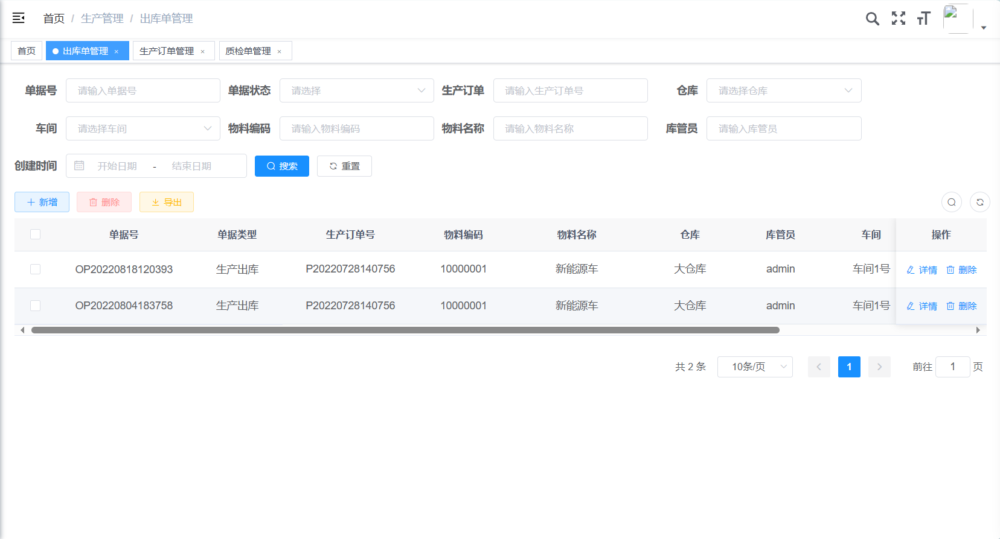 首页 / 生产管理 / 出库单管理
首页 出库单管理 × 生产订单管理 × 质检单管理 ×
单据号 请输入单据号 单据状态 请选择 生产订单 请输入生产订单号 仓库 请选择仓库
车间 请选择车间 物料编码 请输入物料编码 物料名称 请输入物料名称 库管员 请输入库管员
创建时间 开始日期 - 结束日期 搜索 重置
新增 删除 导出
单据号 单据类型 生产订单号 物料编码 物料名称 仓库 库管员 车间 操作
OP20220818120393 生产出库 P20220728140756 10000001 新能源车 大仓库 admin 车间1号 详情 删除
OP20220804183758 生产出库 P20220728140756 10000001 新能源车 大仓库 admin 车间1号 详情 删除
共 2 条 10条/页 1 前往 1 页